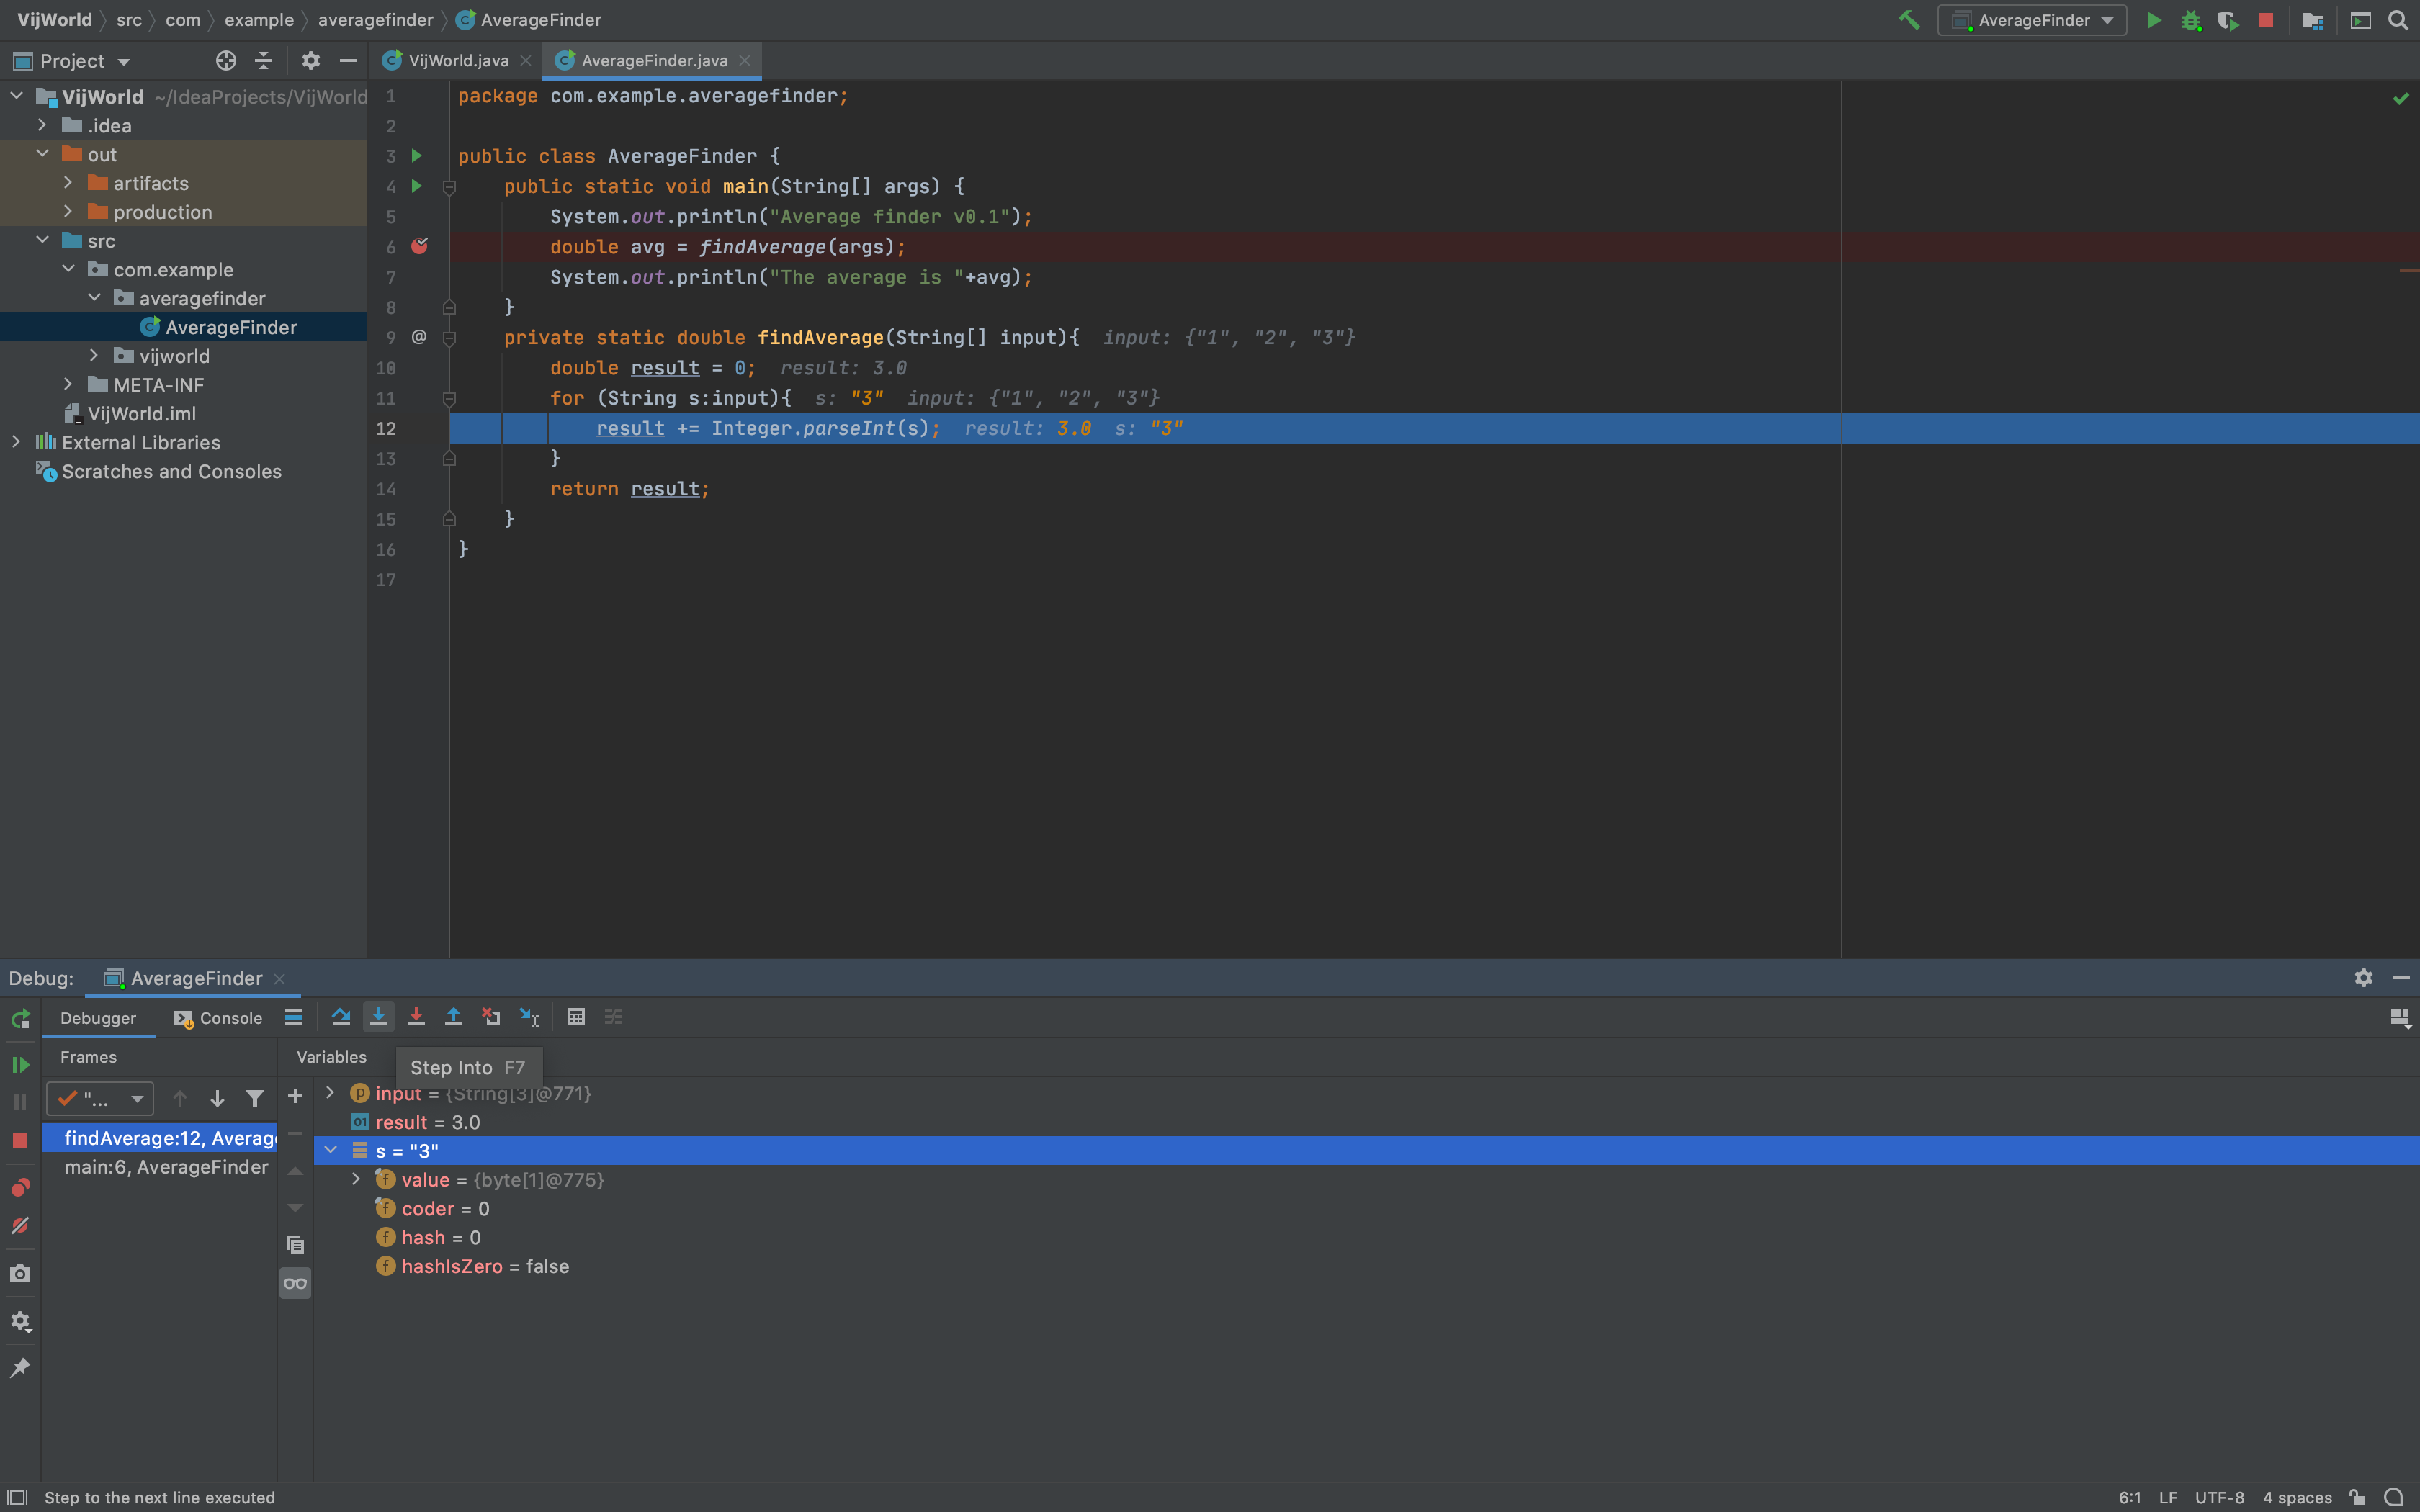 VijWorld src com example averagefinder AverageFinder
AverageFinder
Project
VijWorld.java
AverageFinder.java
VijWorld ~/IdeaProjects/VijWorld
.idea
out
artifacts
production
src
com.example
averagefinder
AverageFinder
vijworld
META-INF
VijWorld.iml
External Libraries
Scratches and Consoles
1 package com.example.averagefinder;
2
3 public class AverageFinder {
4 public static void main(String[] args) {
5 System.out.println("Average finder v0.1");
6 double avg = findAverage(args);
7 System.out.println("The average is "+avg);
8 }
9 @ private static double findAverage(String[] input){ input: {"1", "2", "3"}
10 double result = 0; result: 3.0
11 for (String s:input){ s: "3" input: {"1", "2", "3"}
12 result += Integer.parseInt(s); result: 3.0 s: "3"
13 }
14 return result;
15 }
16 }
17
Debug: AverageFinder
Debugger Console
Frames
Variables
Step Into F7
"...
findAverage:12, Averag
main:6, AverageFinder
p input = {String[3]@771}
01 result = 3.0
s = "3"
f value = {byte[1]@775}
f coder = 0
f hash = 0
f hashIsZero = false
Step to the next line executed
6:1 LF UTF-8 4 spaces